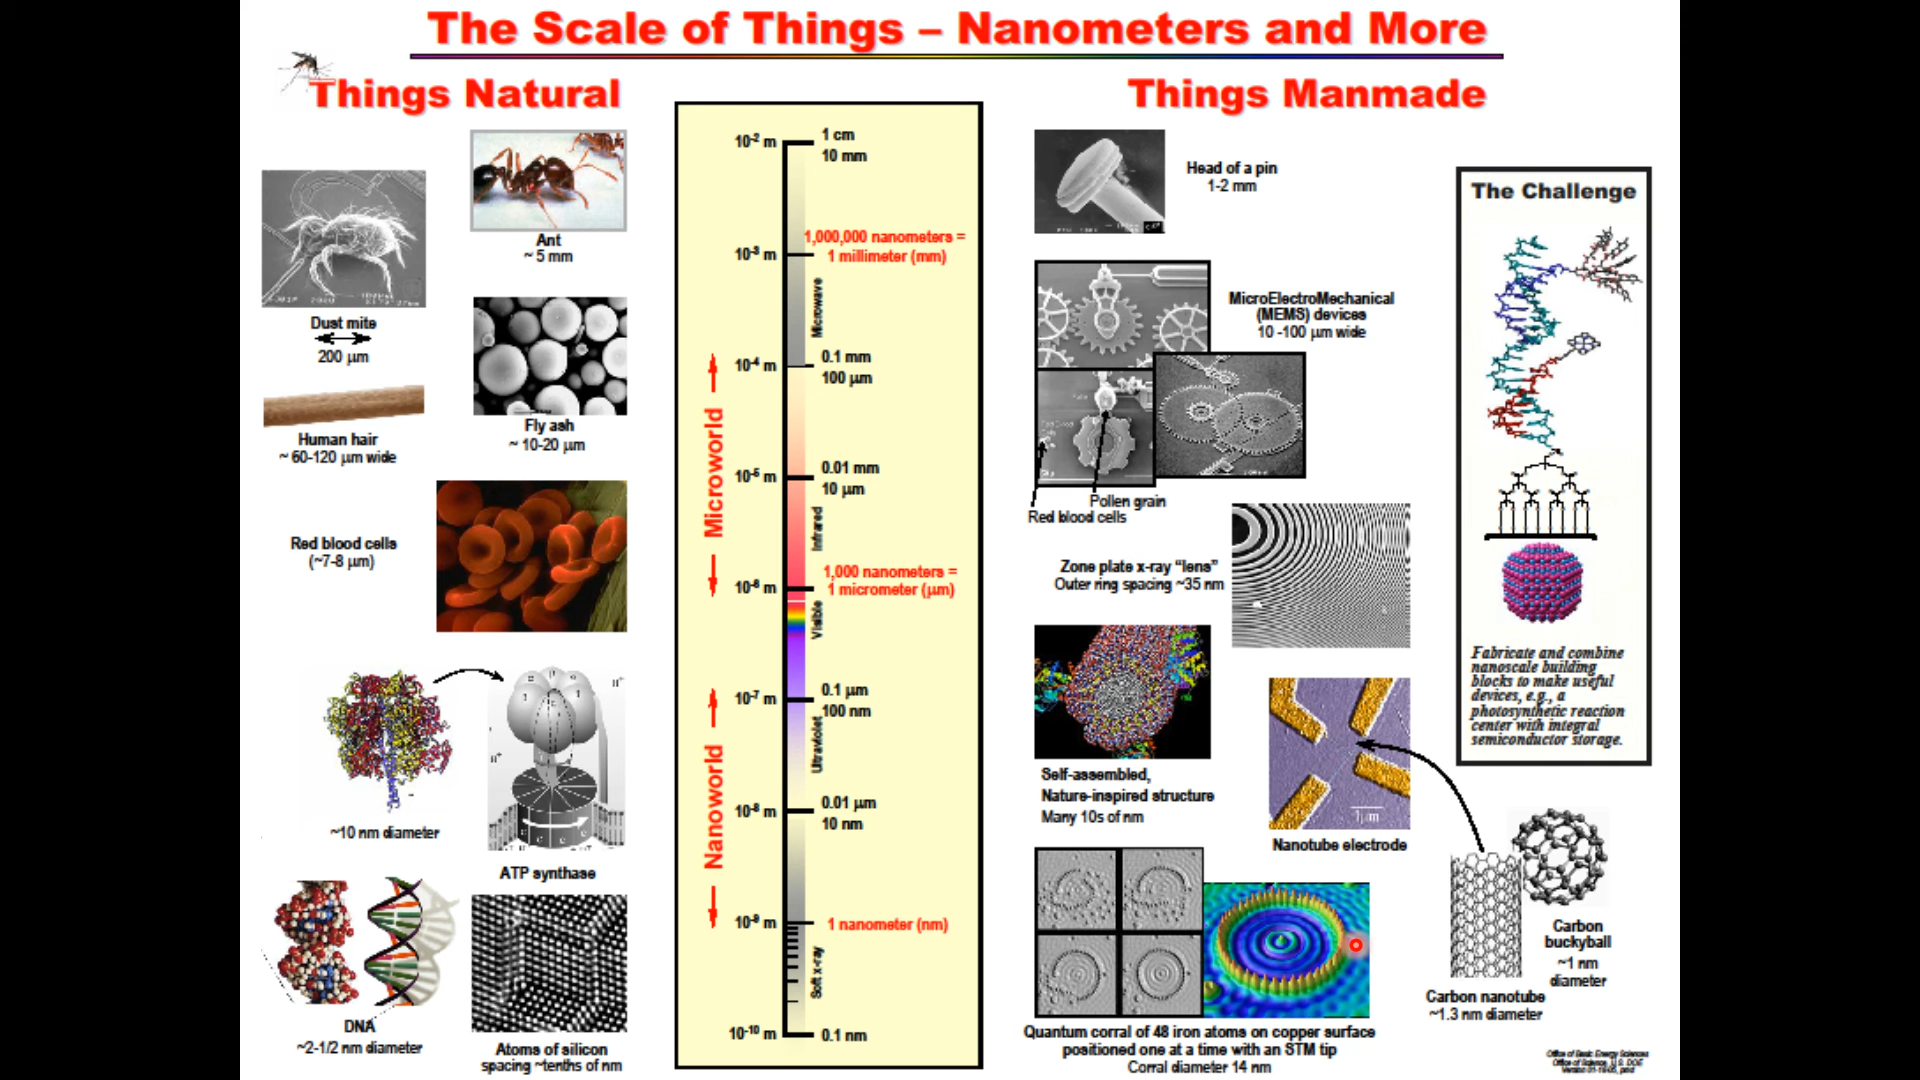 The Scale of Things – Nanometers and More
Things Natural
Things Manmade
Ant
~ 5 mm
Dust mite
200 µm
Human hair
~ 60-120 µm wide
Fly ash
~ 10-20 µm
Red blood cells
(~7-8 µm)
~10 nm diameter
ATP synthase
DNA
~2-1/2 nm diameter
Atoms of silicon
spacing ~tenths of nm
Microworld
Nanoworld
10⁻² m
1 cm
10 mm
10⁻³ m
1,000,000 nanometers =
1 millimeter (mm)
Microwave
10⁻⁴ m
0.1 mm
100 µm
10⁻⁵ m
0.01 mm
10 µm
Infrared
10⁻⁶ m
1,000 nanometers =
1 micrometer (µm)
Visible
10⁻⁷ m
0.1 µm
100 nm
Ultraviolet
10⁻⁸ m
0.01 µm
10 nm
10⁻⁹ m
1 nanometer (nm)
Soft x-ray
10⁻¹⁰ m
0.1 nm
Head of a pin
1-2 mm
MicroElectroMechanical
(MEMS) devices
10 -100 µm wide
Pollen grain
Red blood cells
Zone plate x-ray "lens"
Outer ring spacing ~35 nm
Self-assembled,
Nature-inspired structure
Many 10s of nm
1µm
Nanotube electrode
Quantum corral of 48 iron atoms on copper surface
positioned one at a time with an STM tip
Corral diameter 14 nm
Carbon nanotube
~1.3 nm diameter
Carbon
buckyball
~1 nm
diameter
The Challenge
Fabricate and combine
nanoscale building
blocks to make useful
devices, e.g., a
photosynthetic reaction
center with integral
semiconductor storage.
Office of Basic Energy Sciences
Office of Science, U.S. DOE